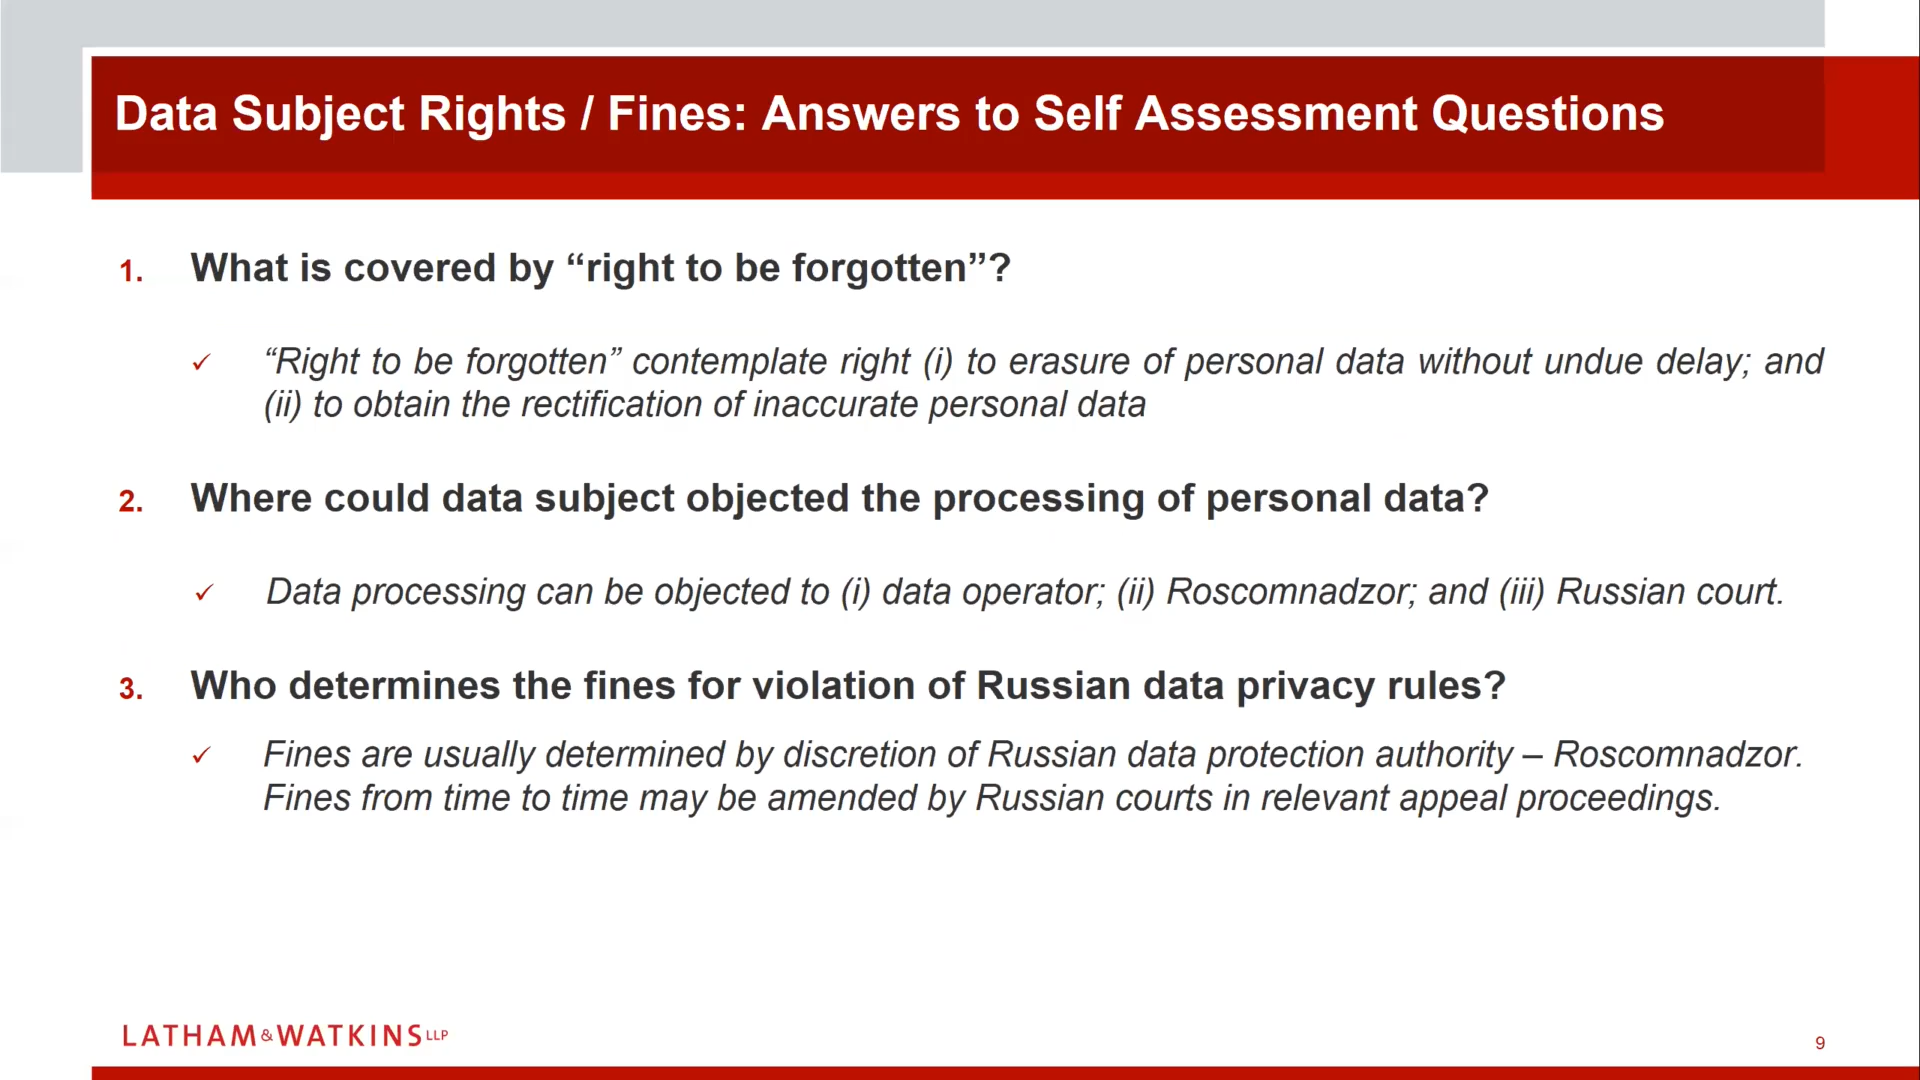 Data Subject Rights / Fines: Answers to Self Assessment Questions
1. What is covered by “right to be forgotten”?
✓ “Right to be forgotten” contemplate right (i) to erasure of personal data without undue delay; and
(ii) to obtain the rectification of inaccurate personal data
2. Where could data subject objected the processing of personal data?
✓ Data processing can be objected to (i) data operator; (ii) Roscomnadzor; and (iii) Russian court.
3. Who determines the fines for violation of Russian data privacy rules?
✓ Fines are usually determined by discretion of Russian data protection authority – Roscomnadzor.
Fines from time to time may be amended by Russian courts in relevant appeal proceedings.
LATHAM&WATKINS LLP
9